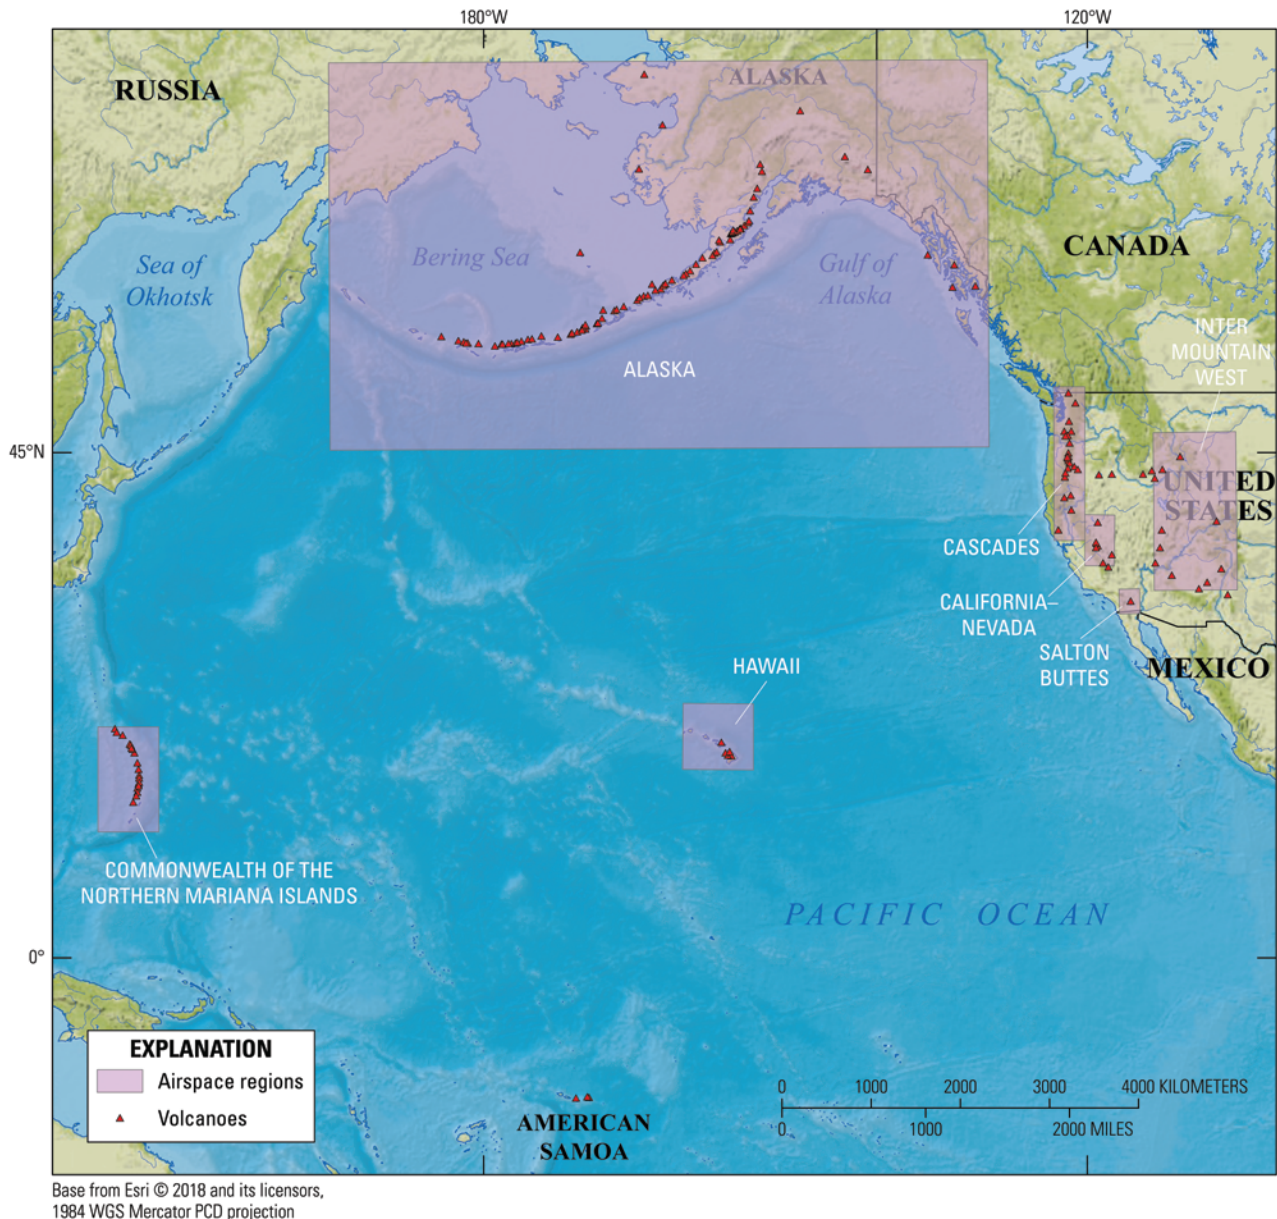 180°W
120°W
RUSSIA
ALASKA
Bering Sea
Sea of
Okhotsk
Gulf of
Alaska
CANADA
ALASKA
INTER
MOUNTAIN
WEST
45°N
UNITED
STATES
CASCADES
CALIFORNIA–
NEVADA
SALTON
BUTTES
MEXICO
HAWAII
COMMONWEALTH OF THE
NORTHERN MARIANA ISLANDS
PACIFIC OCEAN
0°
EXPLANATION
Airspace regions
Volcanoes
AMERICAN
SAMOA
0 1000 2000 3000 4000 KILOMETERS
0 1000 2000 MILES
Base from Esri © 2018 and its licensors,
1984 WGS Mercator PCD projection